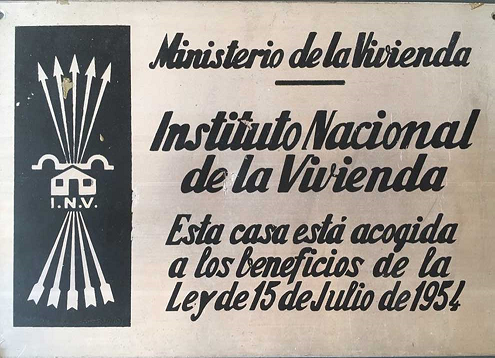 Ministerio de la Vivienda
Instituto Nacional
de la Vivienda
Esta casa está acogida
a los beneficios de la
Ley de 15 de Julio de 1954
I.N.V.